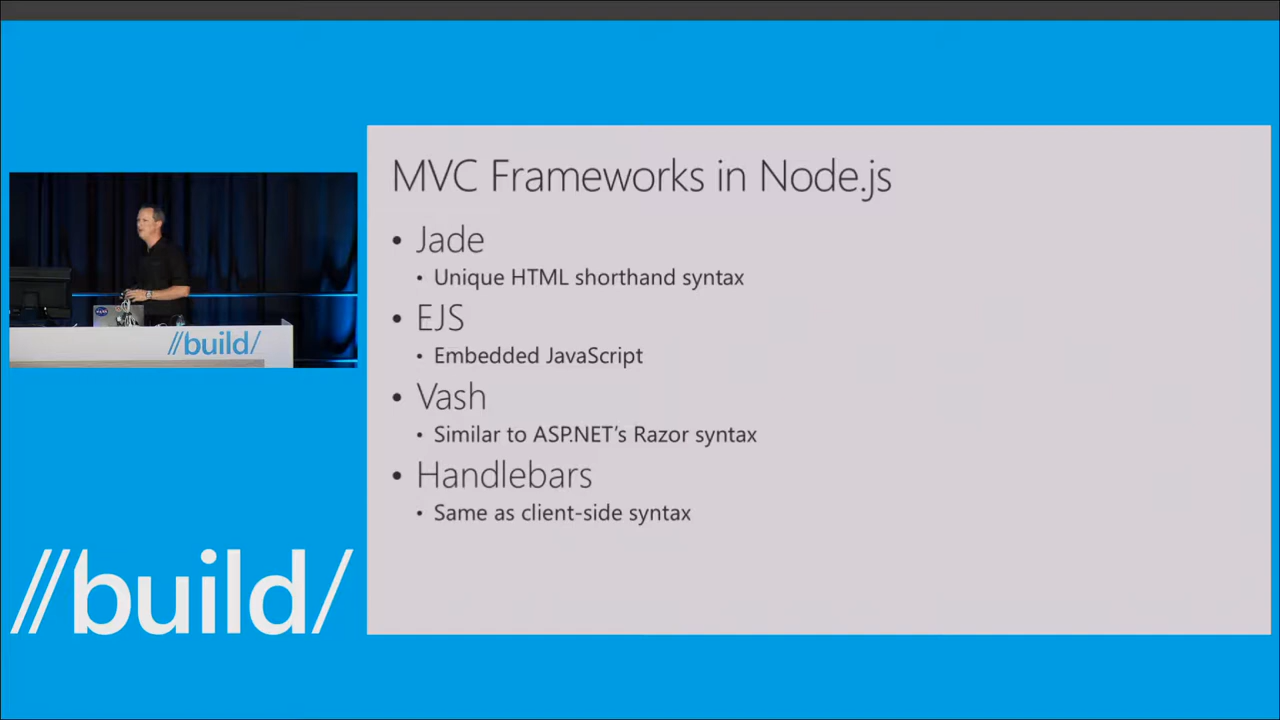 MVC Frameworks in Node.js
• Jade
• Unique HTML shorthand syntax
• EJS
• Embedded JavaScript
• Vash
• Similar to ASP.NET’s Razor syntax
• Handlebars
• Same as client-side syntax
//build/
//build/